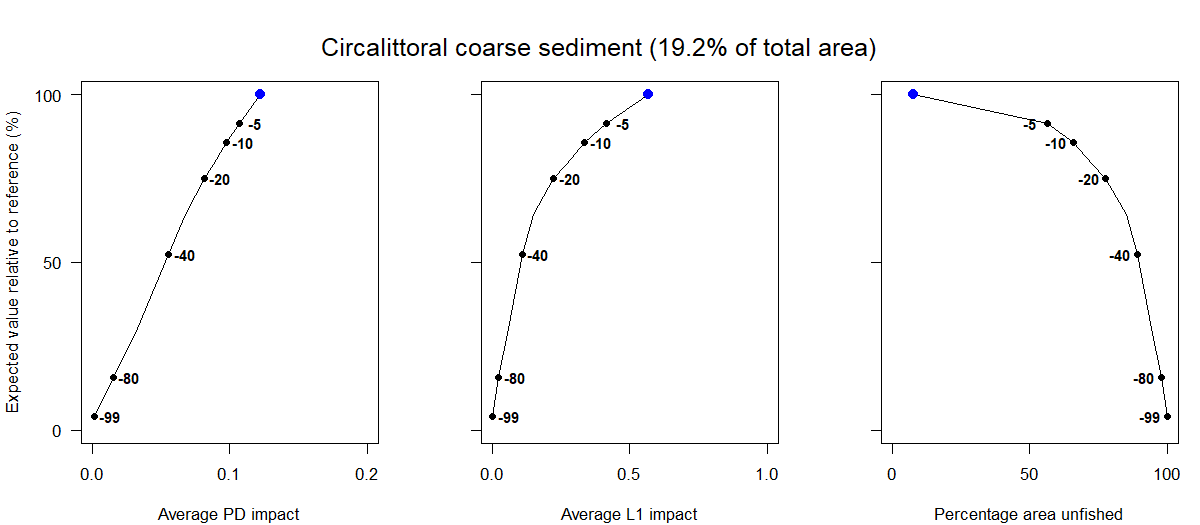 Circalittoral coarse sediment (19.2% of total area)
Expected value relative to reference (%)
100
50
0
-5
-10
-20
-40
-80
-99
0.0 0.1 0.2
Average PD impact
-5
-10
-20
-40
-80
-99
0.0 0.5 1.0
Average L1 impact
-5
-10
-20
-40
-80
-99
0 50 100
Percentage area unfished